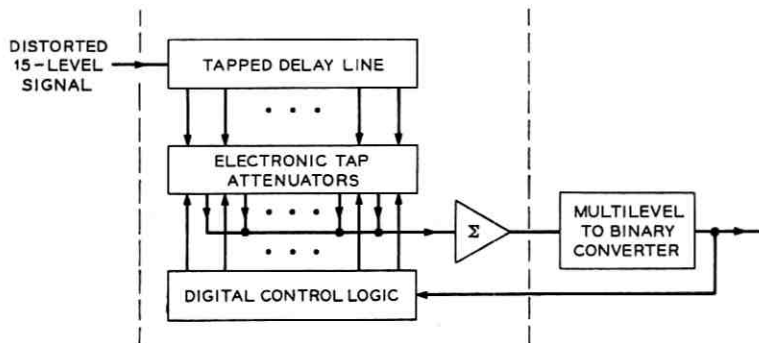 DISTORTED
15-LEVEL
SIGNAL
TAPPED DELAY LINE
ELECTRONIC TAP
ATTENUATORS
Σ
MULTILEVEL
TO BINARY
CONVERTER
DIGITAL CONTROL LOGIC